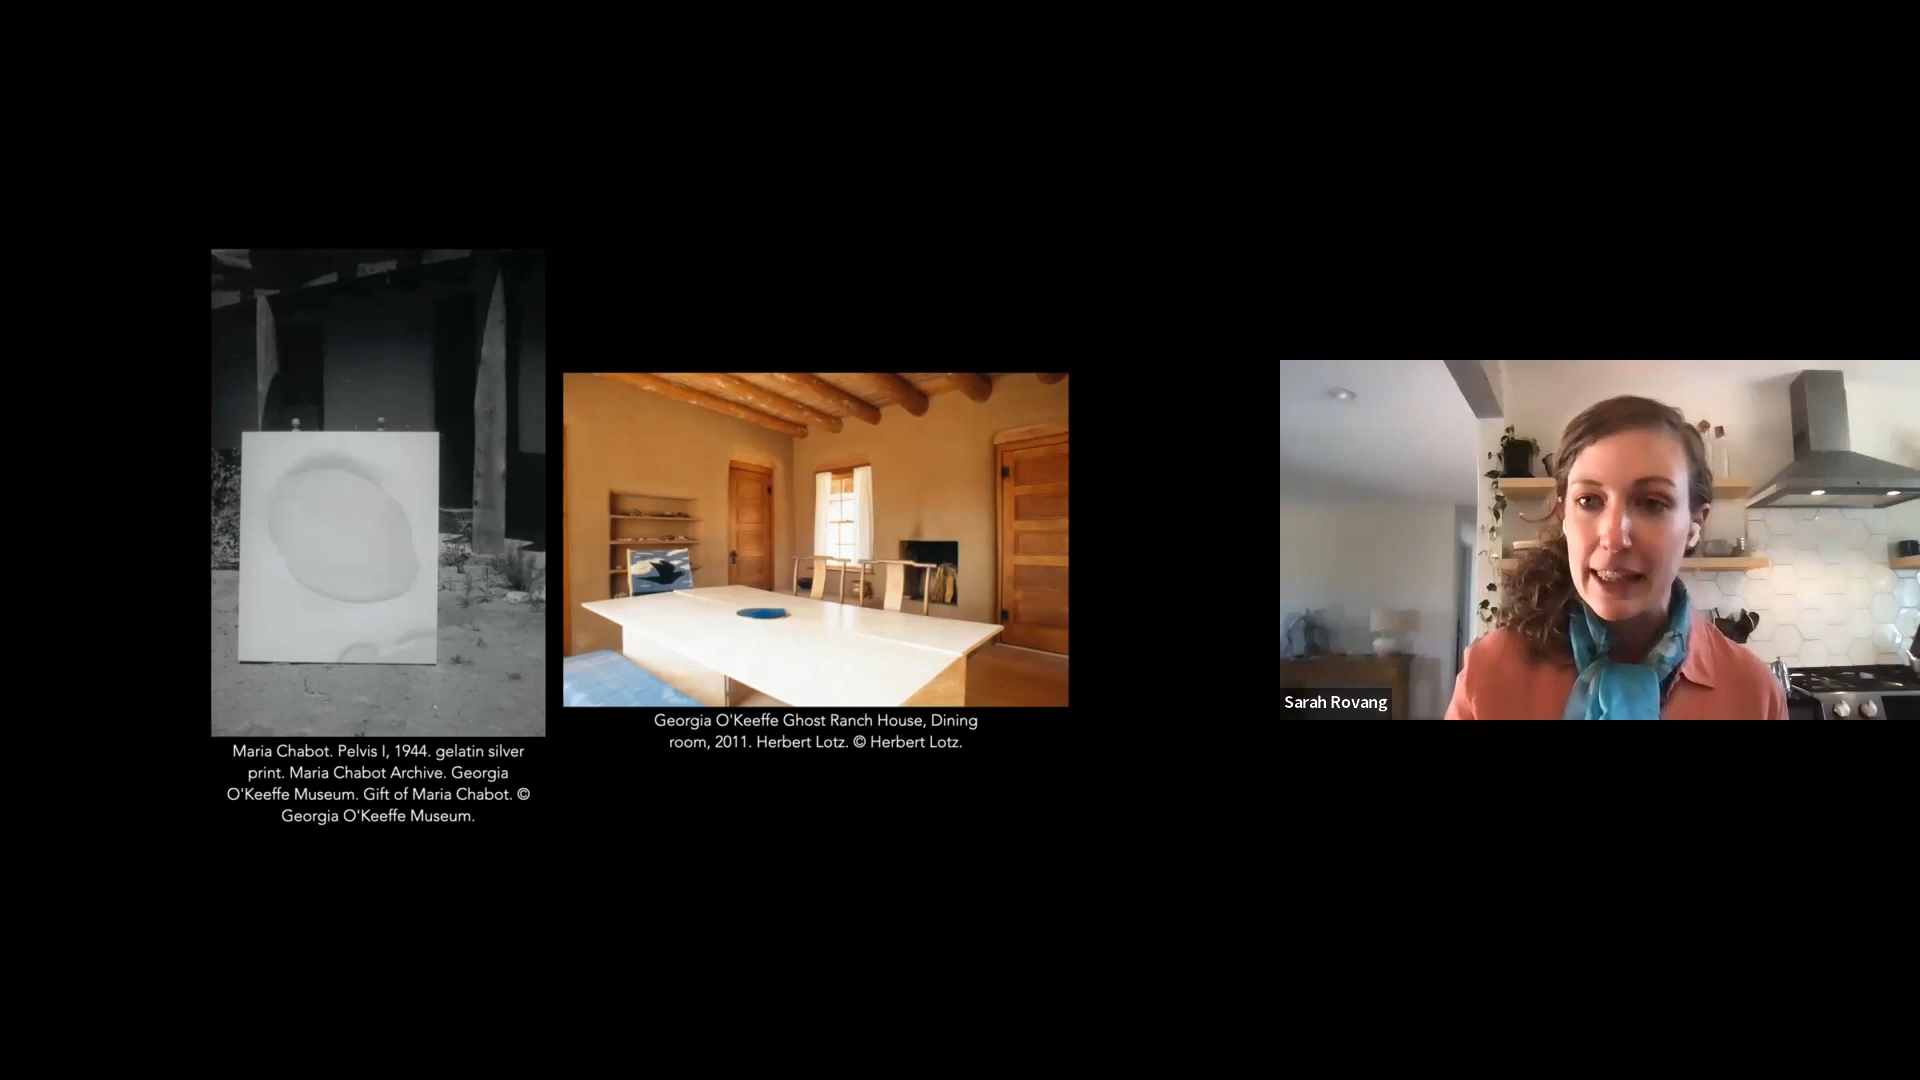 Maria Chabot. Pelvis I, 1944. gelatin silver
print. Maria Chabot Archive. Georgia
O'Keeffe Museum. Gift of Maria Chabot. ©
Georgia O'Keeffe Museum.
Georgia O'Keeffe Ghost Ranch House, Dining
room, 2011. Herbert Lotz. © Herbert Lotz.
Sarah Rovang